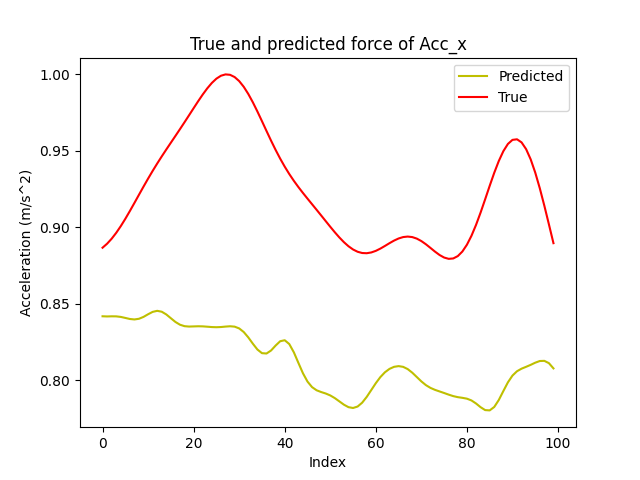 True and predicted force of Acc_x
Predicted
True
Acceleration (m/s^2)
1.00
0.95
0.90
0.85
0.80
0 20 40 60 80 100
Index